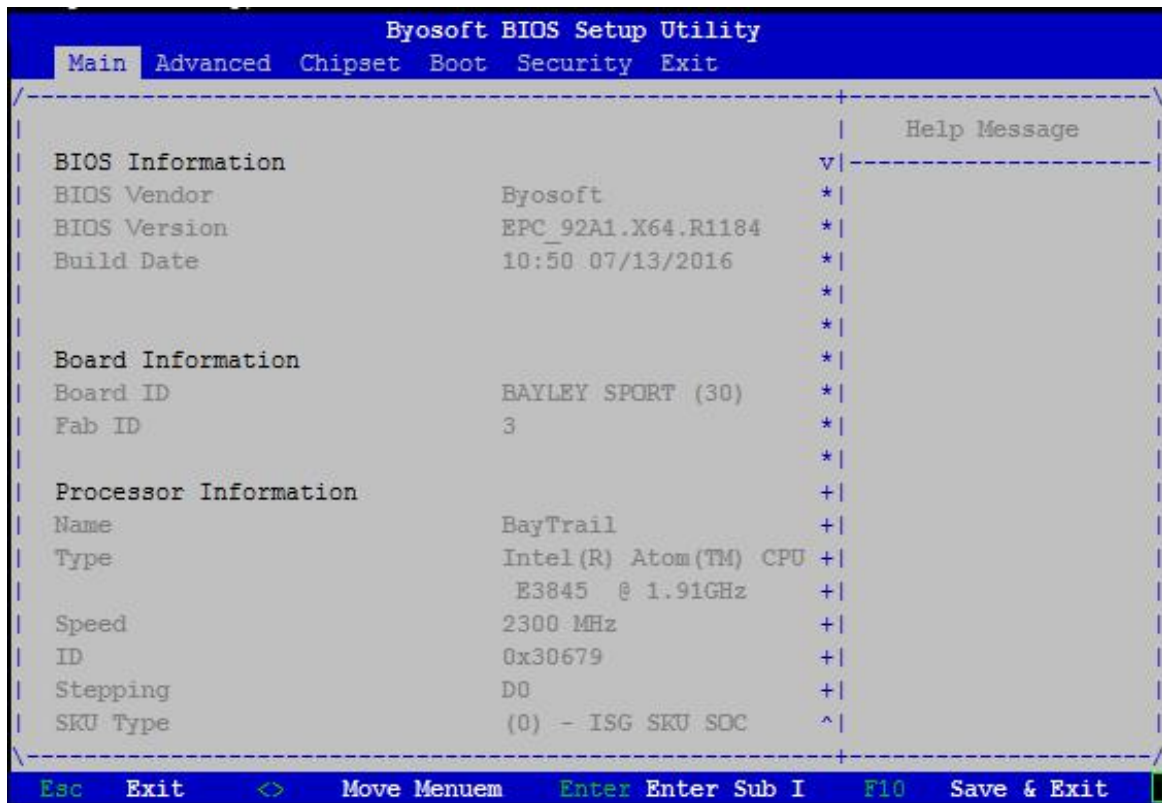 Byosoft BIOS Setup Utility
Main Advanced Chipset Boot Security Exit
Help Message
BIOS Information
BIOS Vendor Byosoft
BIOS Version EPC_92A1.X64.R1184
Build Date 10:50 07/13/2016
Board Information
Board ID BAYLEY SPORT (30)
Fab ID 3
Processor Information
Name BayTrail
Type Intel(R) Atom(TM) CPU
E3845 @ 1.91GHz
Speed 2300 MHz
ID 0x30679
Stepping D0
SKU Type (0) - ISG SKU SOC
Esc Exit <> Move Menuem Enter Enter Sub I F10 Save & Exit